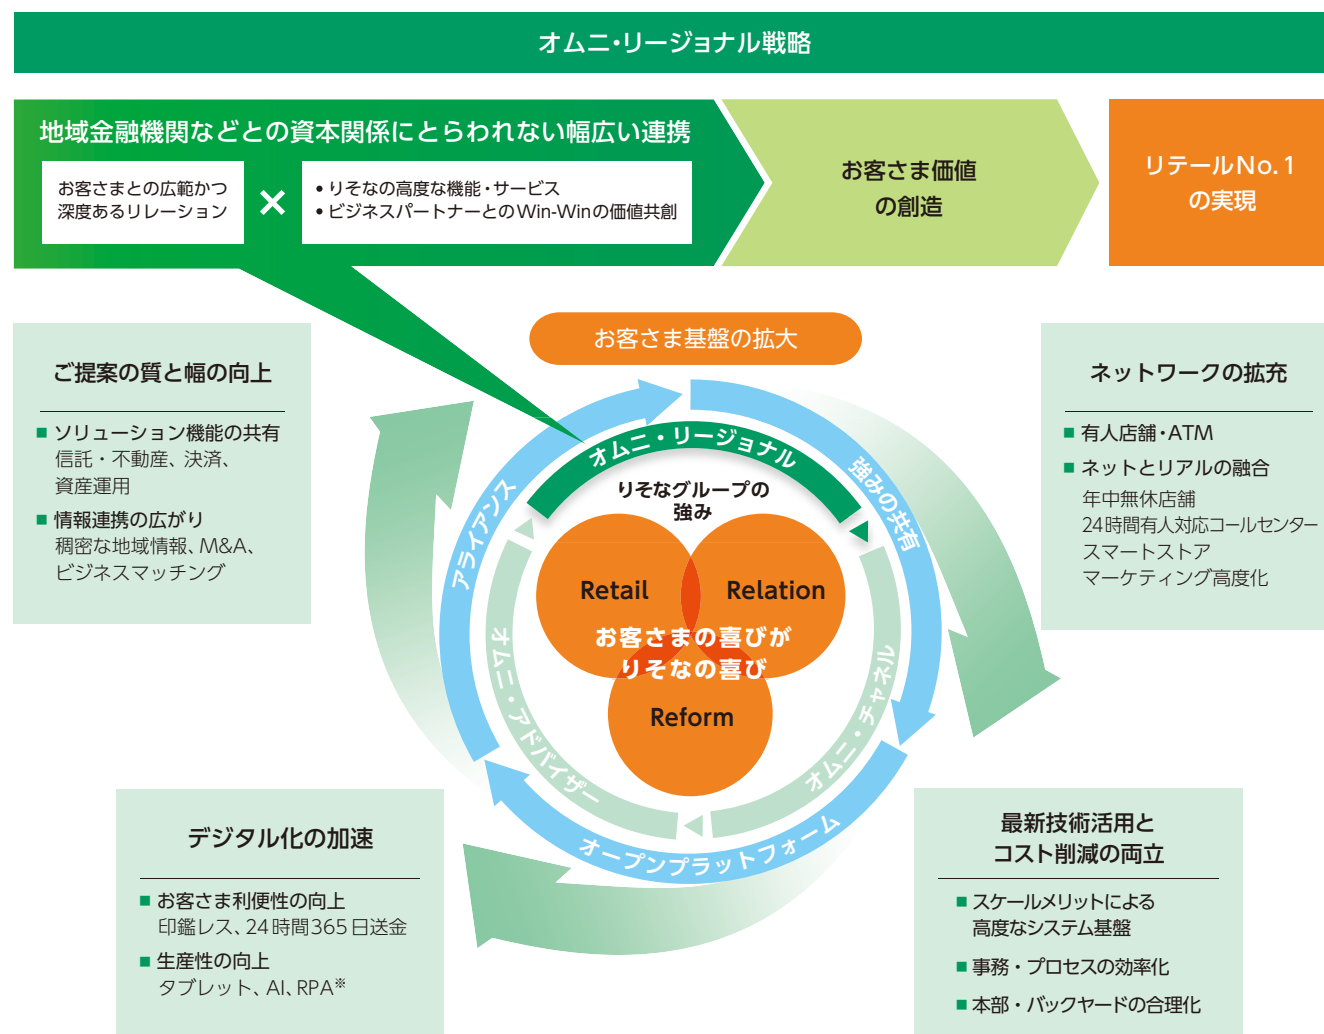 オムニ・リージョナル戦略
地域金融機関などとの資本関係にとらわれない幅広い連携
お客さまとの広範かつ
深度あるリレーション
×
•りそなの高度な機能・サービス
•ビジネスパートナーとのWin-Winの価値共創
お客さま価値
の創造
リテールNo.1
の実現
お客さま基盤の拡大
ご提案の質と幅の向上
■ ソリューション機能の共有
信託・不動産、決済、
資産運用
■ 情報連携の広がり
稠密な地域情報、M&A、
ビジネスマッチング
ネットワークの拡充
■ 有人店舗・ATM
■ ネットとリアルの融合
年中無休店舗
24時間有人対応コールセンター
スマートストア
マーケティング高度化
アライアンス
強みの共有
オープンプラットフォーム
オムニ・リージョナル
オムニ・チャネル
オムニ・アドバイザー
りそなグループの
強み
Retail
Relation
お客さまの喜びが
りそなの喜び
Reform
デジタル化の加速
■ お客さま利便性の向上
印鑑レス、24時間365日送金
■ 生産性の向上
タブレット、AI、RPA※
最新技術活用と
コスト削減の両立
■ スケールメリットによる
高度なシステム基盤
■ 事務・プロセスの効率化
■ 本部・バックヤードの合理化